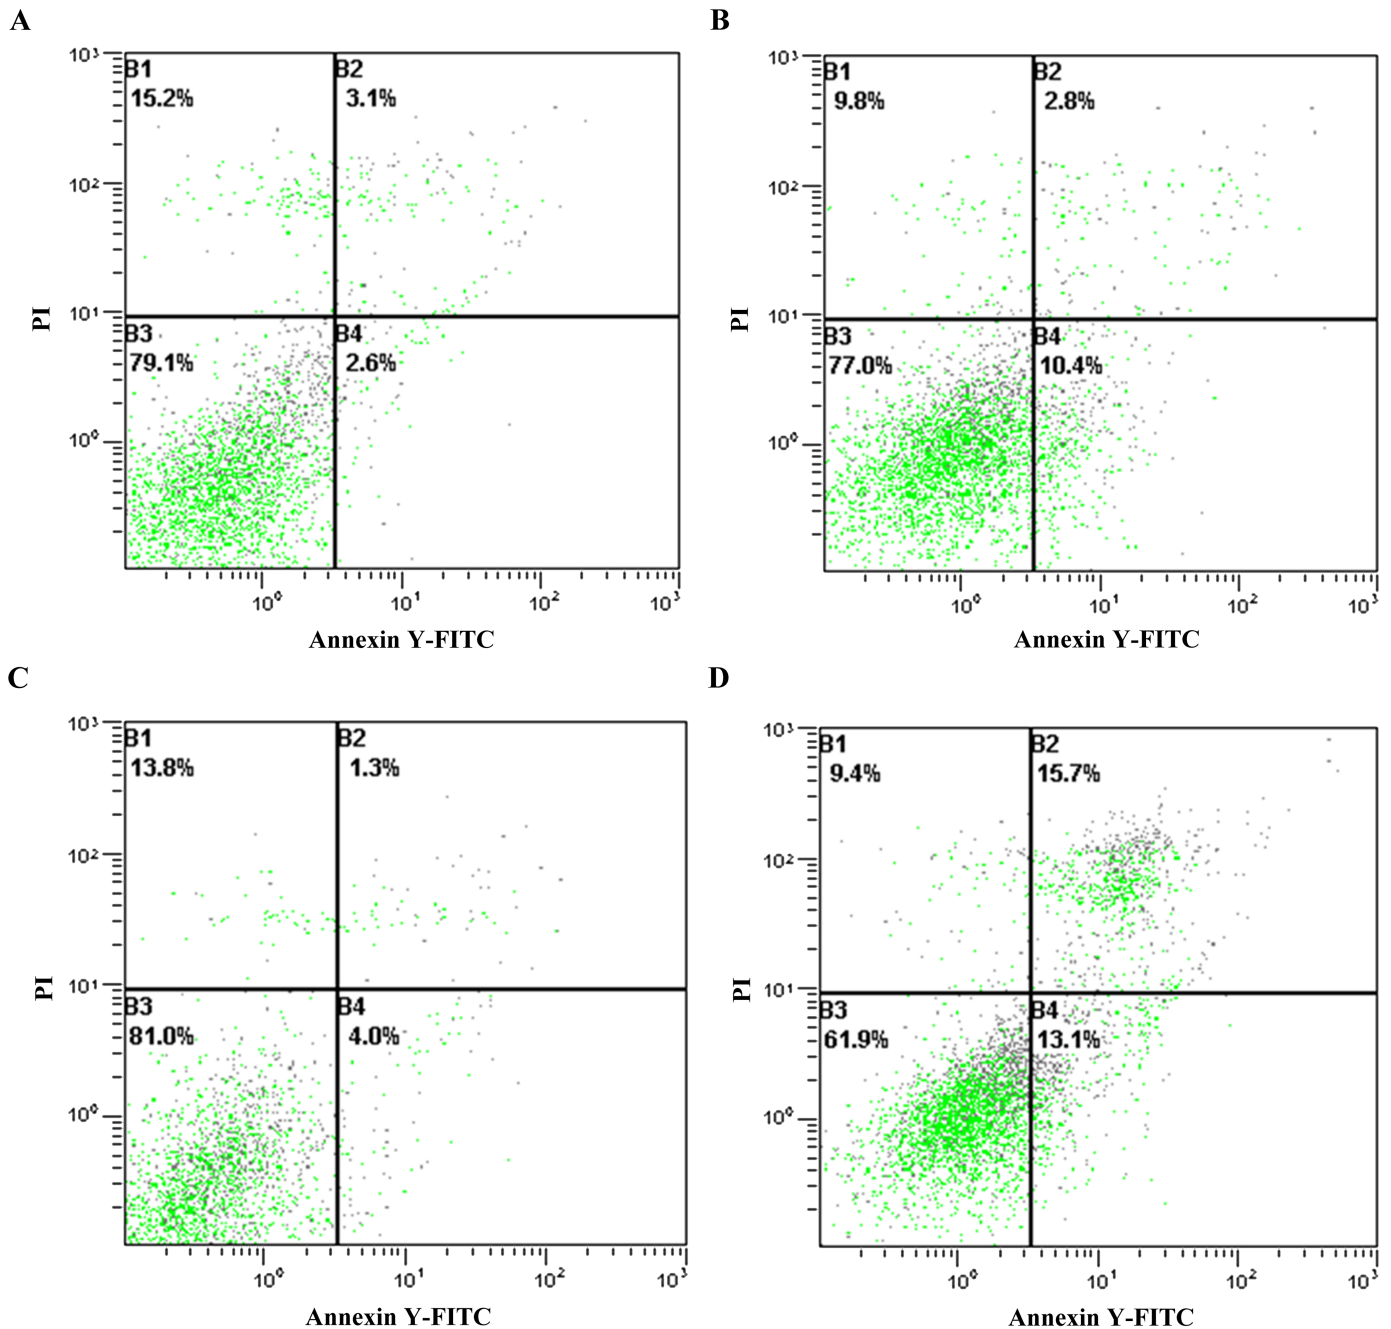 A
10³
10²
10¹
10⁰
PI
B1
15.2%
B2
3.1%
B3
79.1%
B4
2.6%
10⁰
10¹
10²
10³
Annexin Y-FITC
B
10³
10²
10¹
10⁰
PI
B1
9.8%
B2
2.8%
B3
77.0%
B4
10.4%
10⁰
10¹
10²
10³
Annexin Y-FITC
C
10³
10²
10¹
10⁰
PI
B1
13.8%
B2
1.3%
B3
81.0%
B4
4.0%
10⁰
10¹
10²
10³
Annexin Y-FITC
D
10³
10²
10¹
10⁰
PI
B1
9.4%
B2
15.7%
B3
61.9%
B4
13.1%
10⁰
10¹
10²
10³
Annexin Y-FITC